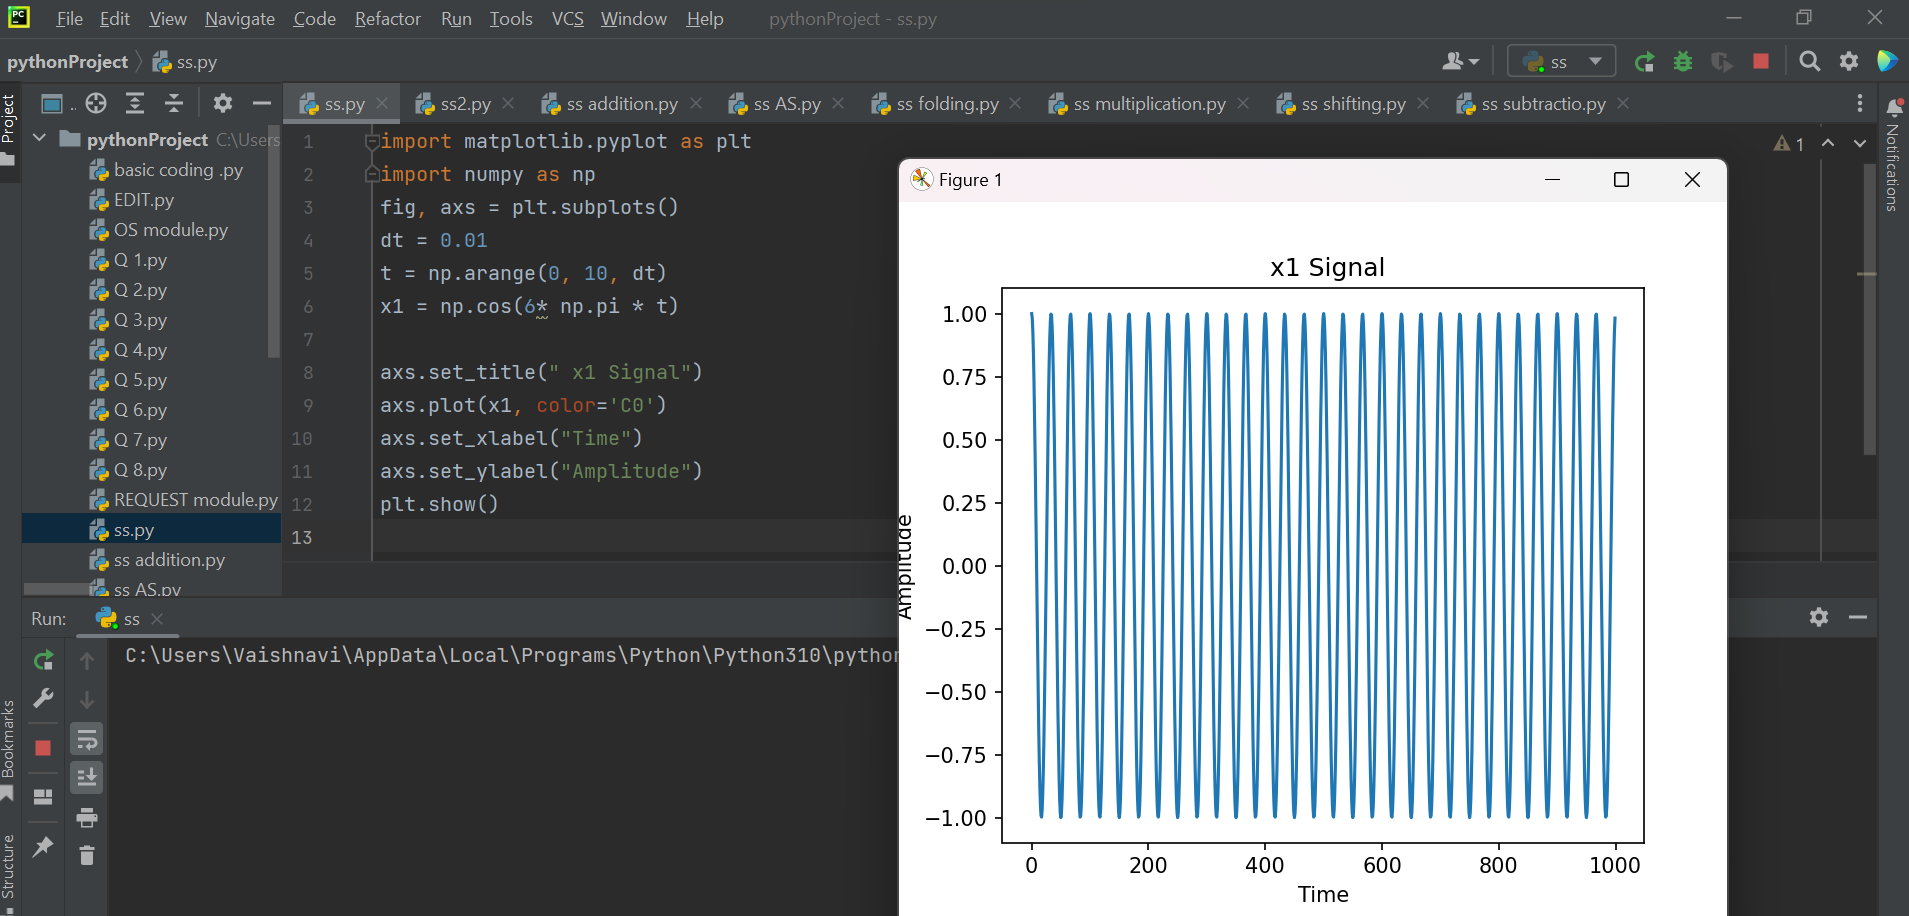 PC
File Edit View Navigate Code Refactor Run Tools VCS Window Help pythonProject - ss.py
pythonProject ss.py
ss
Project
..
ss.py ss2.py ss addition.py ss AS.py ss folding.py ss multiplication.py ss shifting.py ss subtractio.py
Notifications
pythonProject C:\Users
basic coding .py
EDIT.py
OS module.py
Q 1.py
Q 2.py
Q 3.py
Q 4.py
Q 5.py
Q 6.py
Q 7.py
Q 8.py
REQUEST module.py
ss.py
ss addition.py
ss AS.py
1 import matplotlib.pyplot as plt
2 import numpy as np
3 fig, axs = plt.subplots()
4 dt = 0.01
5 t = np.arange(0, 10, dt)
6 x1 = np.cos(6* np.pi * t)
7
8 axs.set_title(" x1 Signal")
9 axs.plot(x1, color='C0')
10 axs.set_xlabel("Time")
11 axs.set_ylabel("Amplitude")
12 plt.show()
13
1
Figure 1
x1 Signal
1.00
0.75
0.50
0.25
0.00
−0.25
−0.50
−0.75
−1.00
Amplitude
0 200 400 600 800 1000
Time
Run: ss
C:\Users\Vaishnavi\AppData\Local\Programs\Python\Python310\python
Bookmarks
Structure